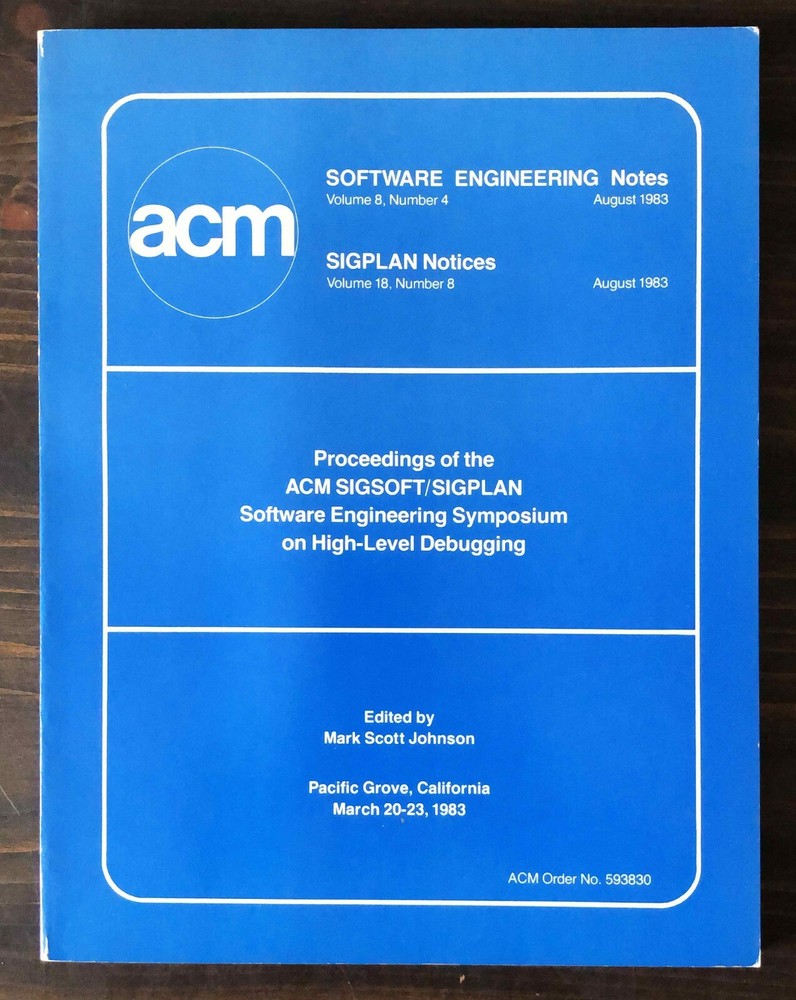 acm
SOFTWARE ENGINEERING Notes
Volume 8, Number 4 August 1983
SIGPLAN Notices
Volume 18, Number 8 August 1983
Proceedings of the
ACM SIGSOFT/SIGPLAN
Software Engineering Symposium
on High-Level Debugging
Edited by
Mark Scott Johnson
Pacific Grove, California
March 20-23, 1983
ACM Order No. 593830